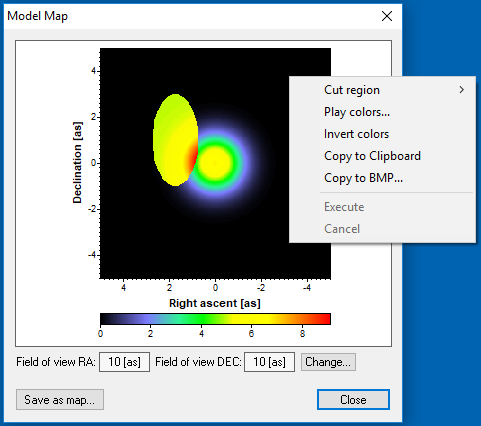 Model Map
4
2
0
-2
-4
Declination [as]
4 2 0 -2 -4
Right ascent [as]
0 2 4 6 8
Cut region
Play colors...
Invert colors
Copy to Clipboard
Copy to BMP...
Execute
Cancel
Field of view RA: 10 [as] Field of view DEC: 10 [as] Change...
Save as map... Close